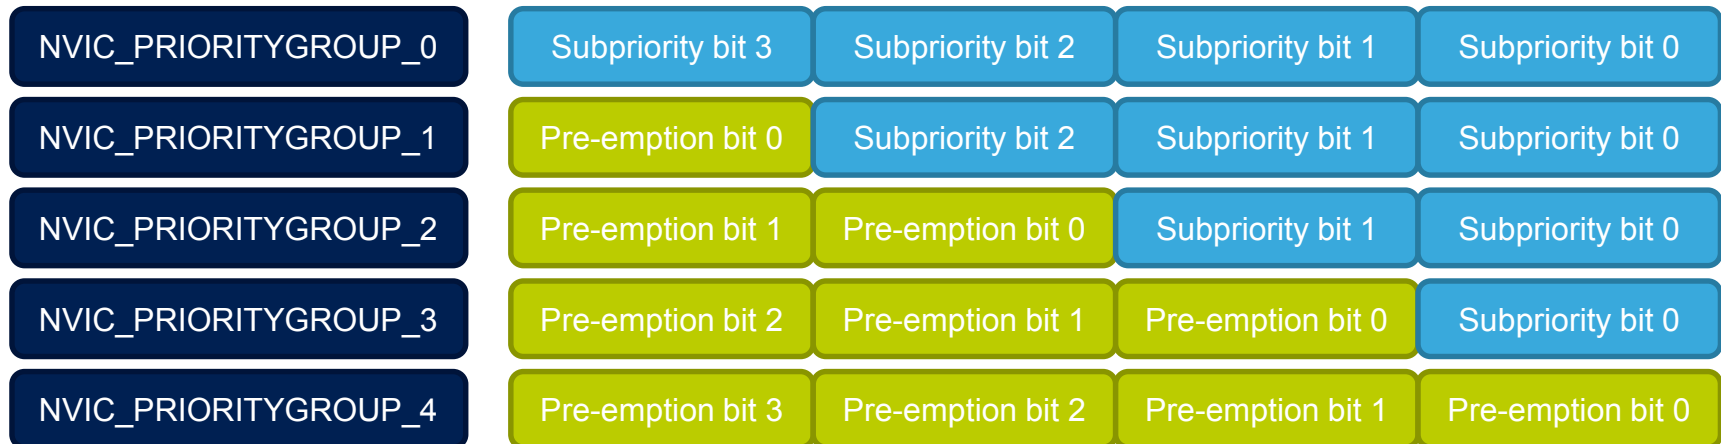 NVIC_PRIORITYGROUP_0 Subpriority bit 3 Subpriority bit 2 Subpriority bit 1 Subpriority bit 0
NVIC_PRIORITYGROUP_1 Pre-emption bit 0 Subpriority bit 2 Subpriority bit 1 Subpriority bit 0
NVIC_PRIORITYGROUP_2 Pre-emption bit 1 Pre-emption bit 0 Subpriority bit 1 Subpriority bit 0
NVIC_PRIORITYGROUP_3 Pre-emption bit 2 Pre-emption bit 1 Pre-emption bit 0 Subpriority bit 0
NVIC_PRIORITYGROUP_4 Pre-emption bit 3 Pre-emption bit 2 Pre-emption bit 1 Pre-emption bit 0